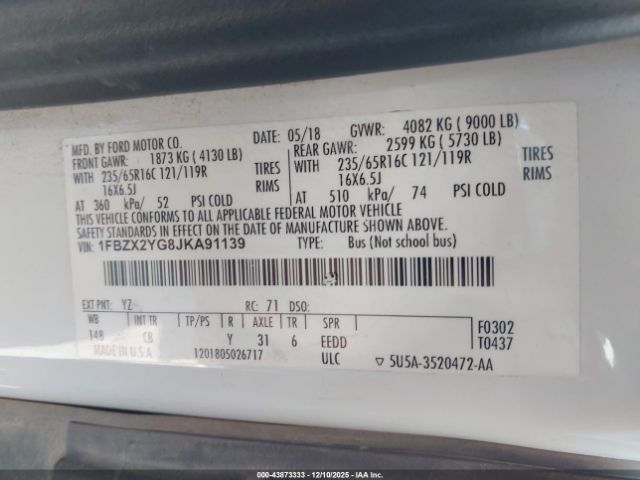 MFD. BY FORD MOTOR CO. DATE: 05/18 GVWR: 4082 KG ( 9000 LB)
FRONT GAWR: 1873 KG ( 4130 LB) REAR GAWR: 2599 KG ( 5730 LB)
WITH 235/65R16C 121/119R TIRES WITH 235/65R16C 121/119R TIRES
16X6.5J RIMS 16X6.5J RIMS
AT 360 kPa/ 52 PSI COLD AT 510 kPa/ 74 PSI COLD
THIS VEHICLE CONFORMS TO ALL APPLICABLE FEDERAL MOTOR VEHICLE
SAFETY STANDARDS IN EFFECT ON THE DATE OF MANUFACTURE SHOWN ABOVE.
VIN: 1FBZX2YG8JKA91139 TYPE: Bus (Not school bus)
EXT PNT: YZ RC: 71 DSO:
WB INT TR TP/PS R AXLE TR SPR F0302
148 CB Y 31 6 EEDD T0437
MADE IN U.S.A 1201805026717 ULC ▽ 5U5A-3520472-AA
00-43873333 • 12/10/2025 • IAA, Inc.